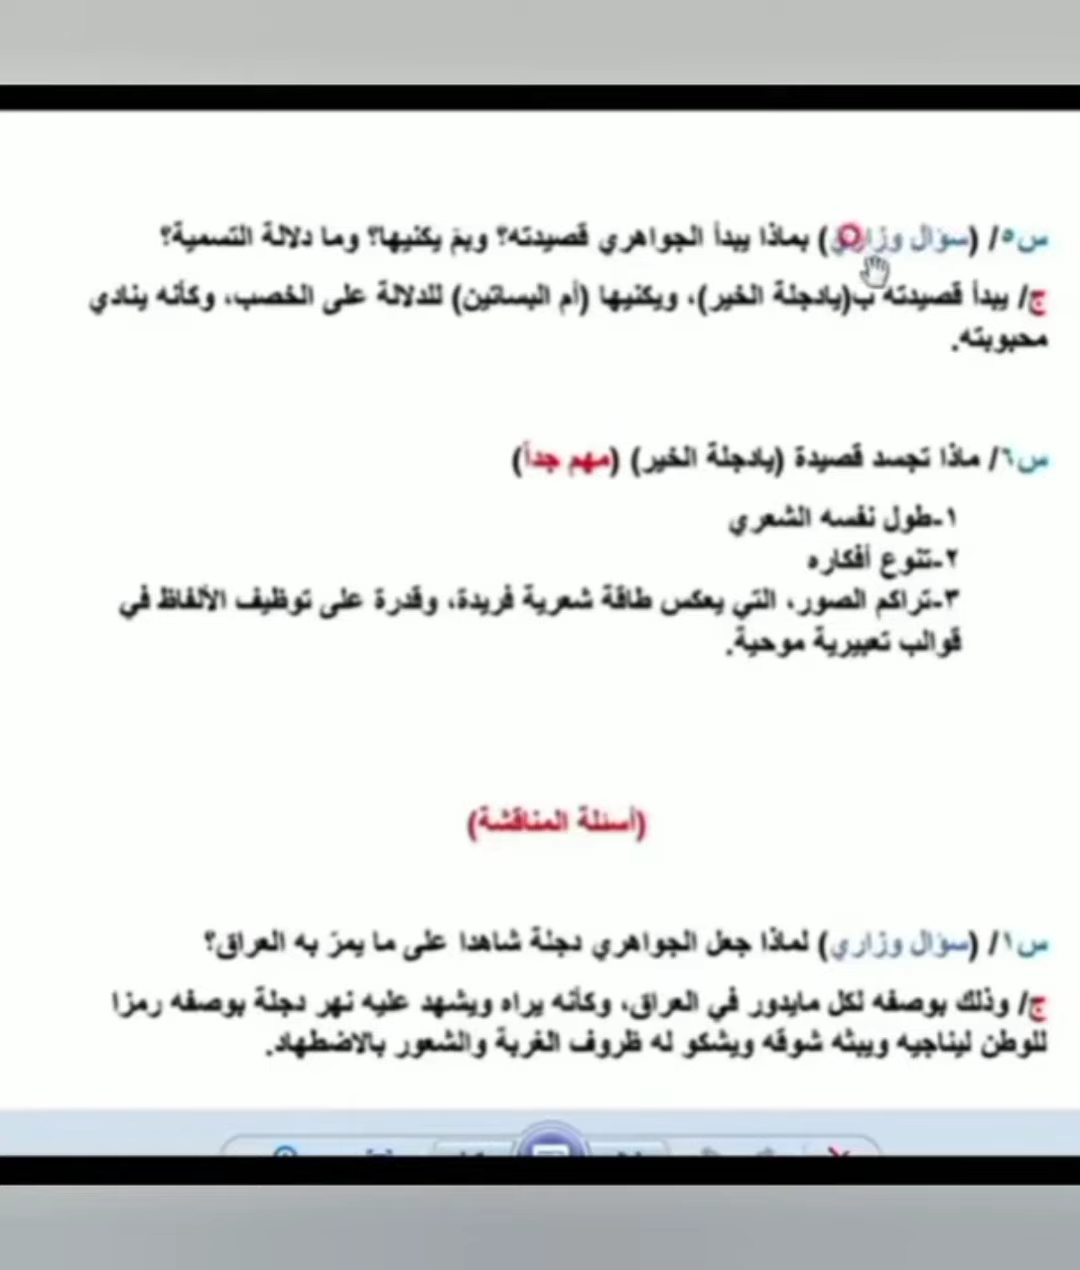 س٥/ (سؤال وزاري) بماذا يبدأ الجواهري قصيدته؟ وبمَ يكنيها؟ وما دلالة التسمية؟
ج/ يبدأ قصيدته ب(يادجلة الخير)، ويكنيها (أم البساتين) للدلالة على الخصب، وكأنه ينادي
محبوبته.
س٦/ ماذا تجسد قصيدة (يادجلة الخير) (مهم جداً)
١-طول نفسه الشعري
٢-تنوع أفكاره
٣-تراكم الصور، التي يعكس طاقة شعرية فريدة، وقدرة على توظيف الألفاظ في
قوالب تعبيرية موحية.
(أسئلة المناقشة)
س١/ (سؤال وزاري) لماذا جعل الجواهري دجلة شاهدا على ما يمرّ به العراق؟
ج/ وذلك بوصفه لكل مايدور في العراق، وكأنه يراه ويشهد عليه نهر دجلة بوصفه رمزا
للوطن ليناجيه ويبثه شوقه ويشكو له ظروف الغربة والشعور بالاضطهاد.